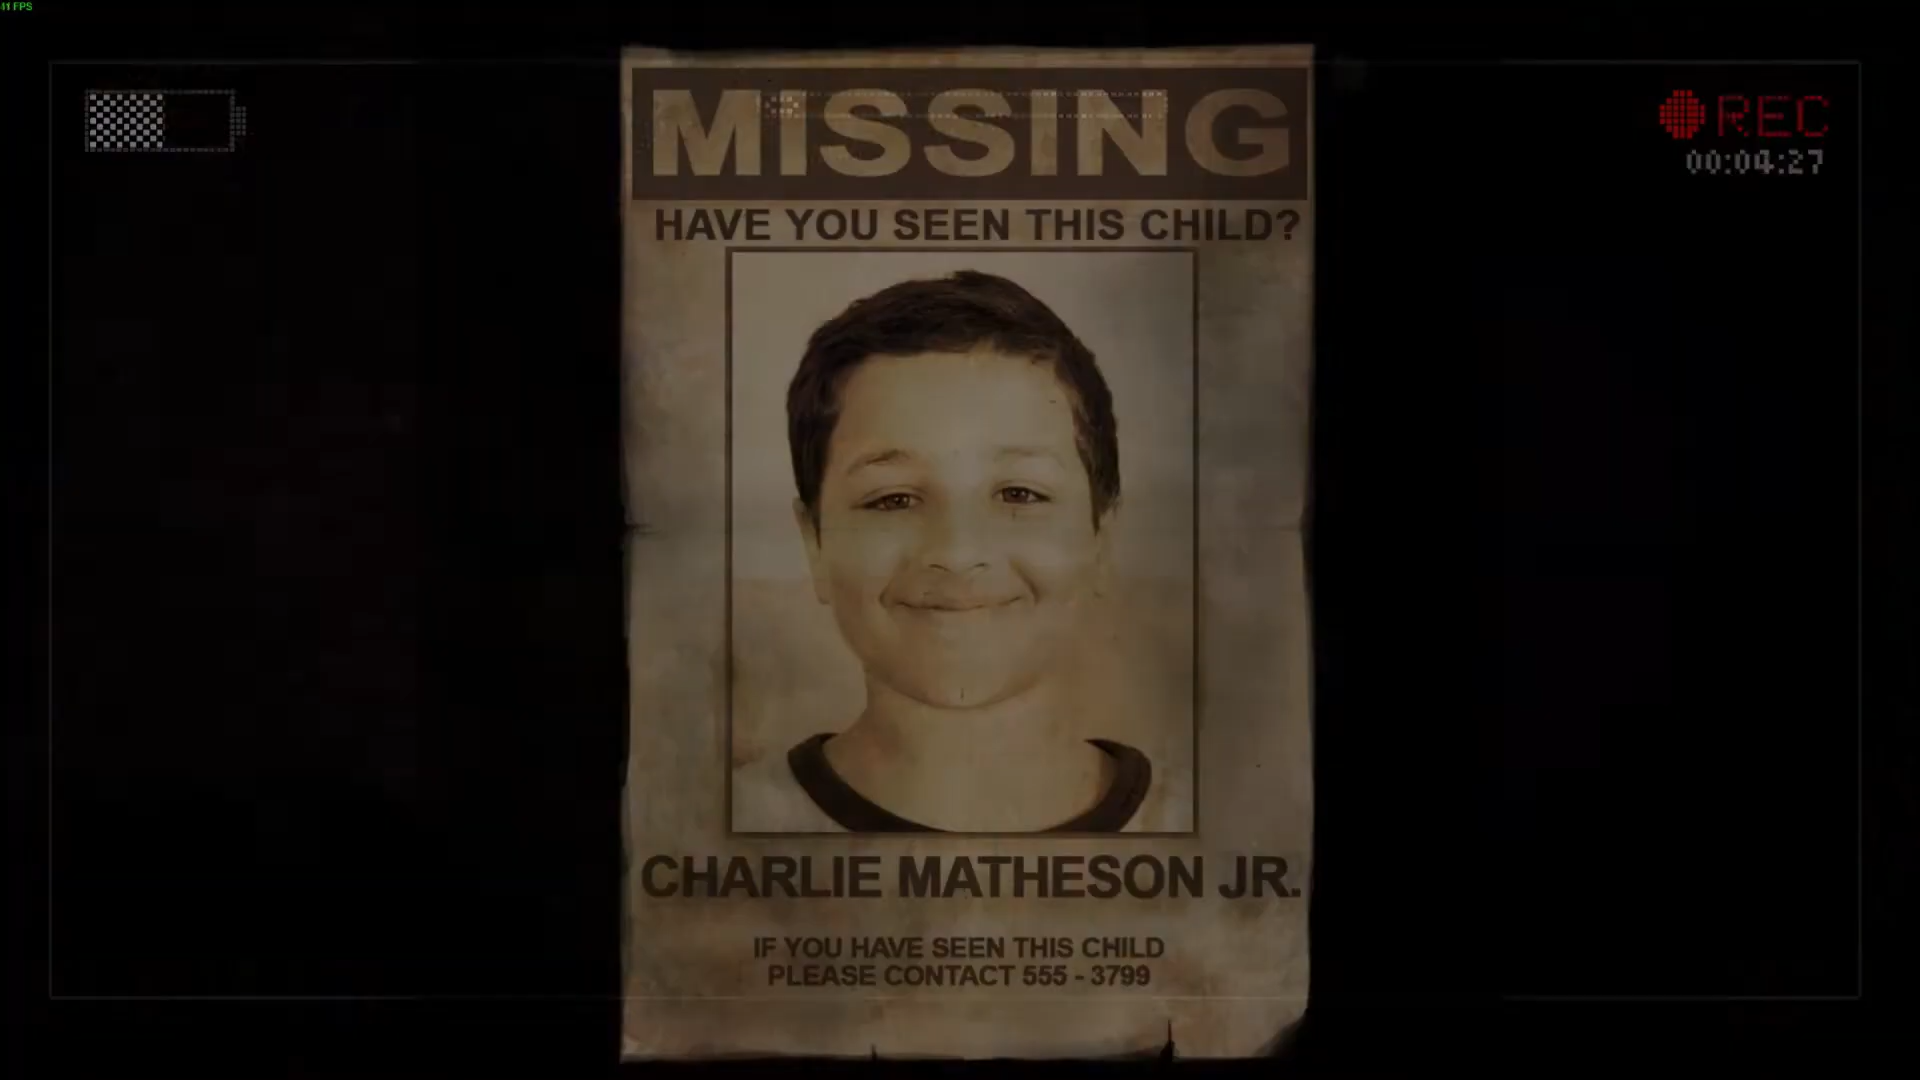 41 FPS
MISSING
REC
00:04:27
HAVE YOU SEEN THIS CHILD?
CHARLIE MATHESON JR.
IF YOU HAVE SEEN THIS CHILD
PLEASE CONTACT 555 - 3799